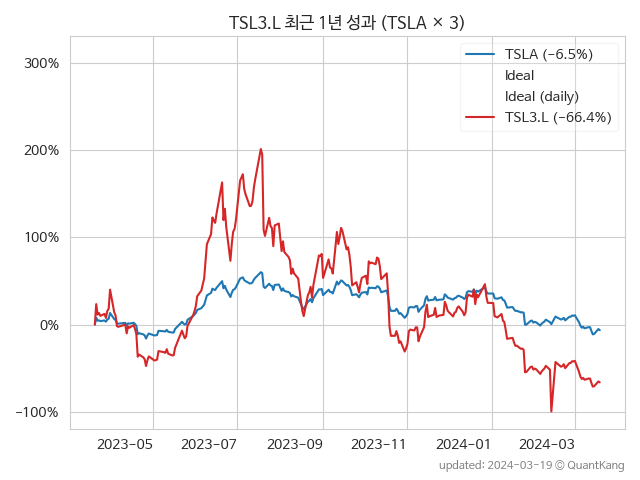 TSL3.L 최근 1년 성과 (TSLA × 3)
TSLA (−6.5%)
Ideal
Ideal (daily)
TSL3.L (−66.4%)
300%
200%
100%
0%
−100%
2023−05
2023−07
2023−09
2023−11
2024−01
2024−03
updated: 2024−03−19 © QuantKang